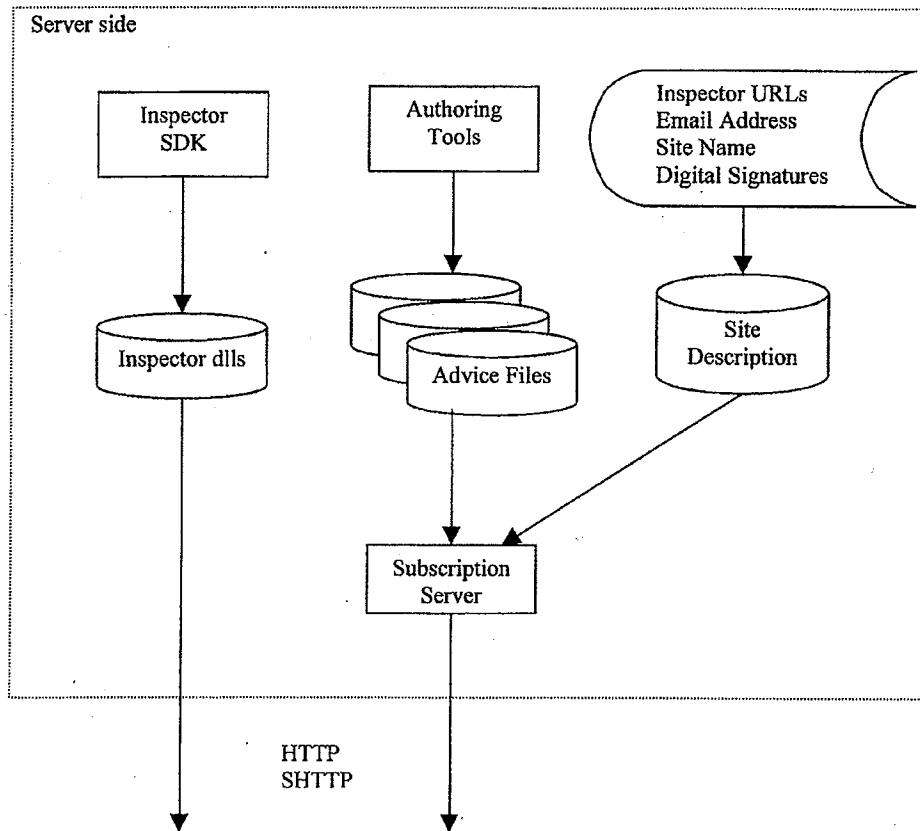 Server side
Inspector
SDK
Authoring
Tools
Inspector URLs
Email Address
Site Name
Digital Signatures
Inspector dlls
Advice Files
Site
Description
Subscription
Server
HTTP
SHTTP